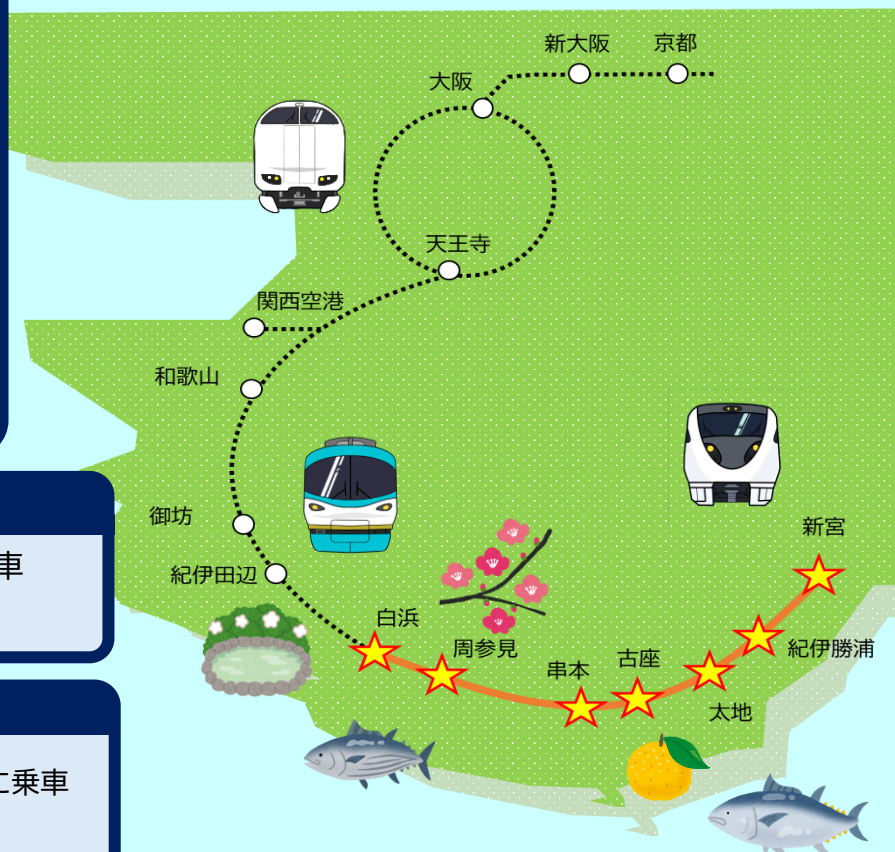 新大阪
京都
大阪
天王寺
関西空港
和歌山
御坊
紀伊田辺
白浜
周参見
串本
古座
太地
紀伊勝浦
新宮
車
に乗車